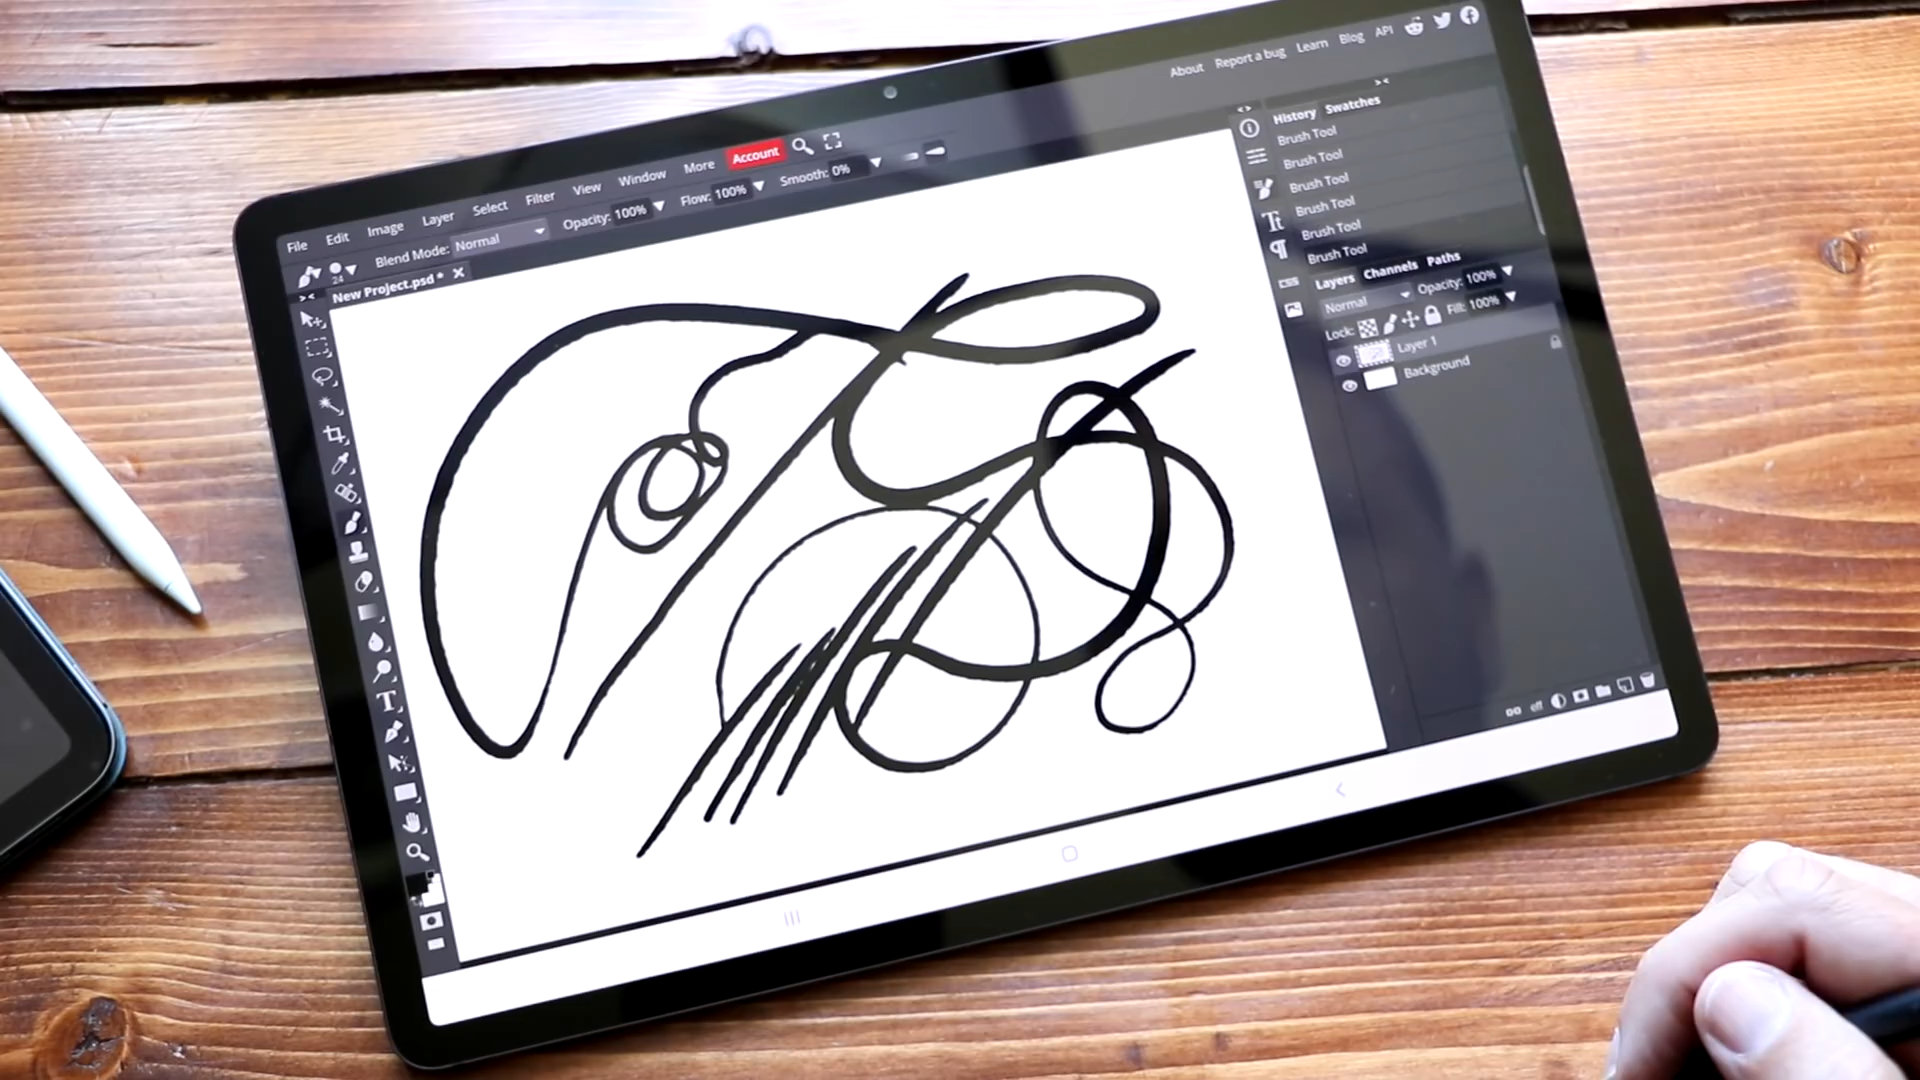 About Report a bug Learn Blog API
File Edit Image Layer Select Filter View Window More Account
24 Blend Mode: Normal Opacity: 100% Flow: 100% Smooth: 0%
New Project.psd *
History Swatches
Brush Tool
Brush Tool
Brush Tool
Brush Tool
Brush Tool
Brush Tool
CSS
Layers Channels Paths
Normal Opacity: 100%
Lock: Fill: 100%
Layer 1
Background
eff